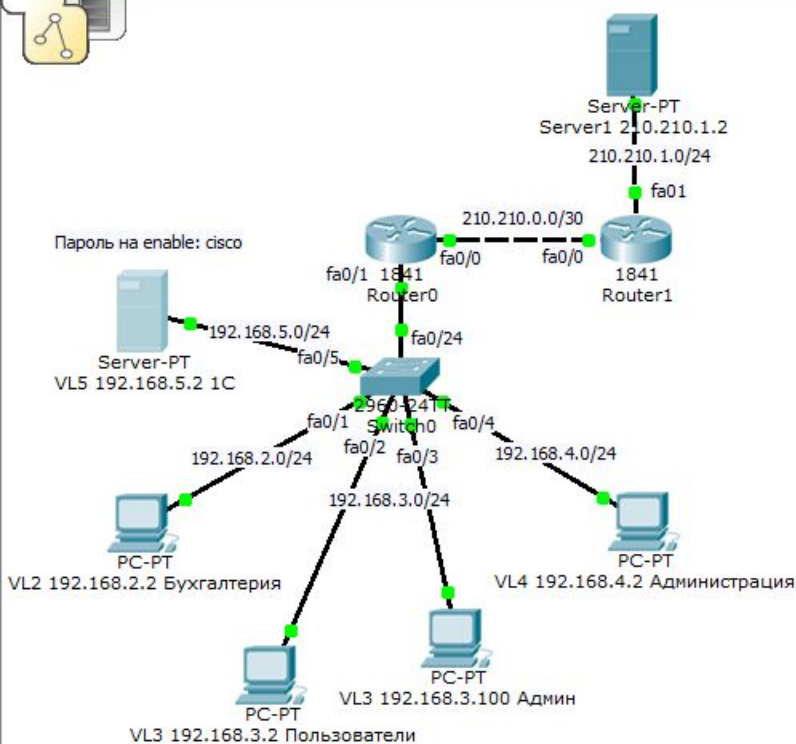 Server-PT
Server1 210.210.1.2
210.210.1.0/24
fa01
210.210.0.0/30
Пароль на enable: cisco
fa0/0
fa0/0
fa0/1
1841
Router0
1841
Router1
192.168.5.0/24
fa0/24
Server-PT
VL5 192.168.5.2 1C
fa0/5
2960-24TT
Switch0
fa0/1
fa0/2
fa0/3
fa0/4
192.168.2.0/24
192.168.4.0/24
192.168.3.0/24
PC-PT
VL2 192.168.2.2 Бухгалтерия
PC-PT
VL4 192.168.4.2 Администрация
PC-PT
VL3 192.168.3.100 Админ
PC-PT
VL3 192.168.3.2 Пользователи